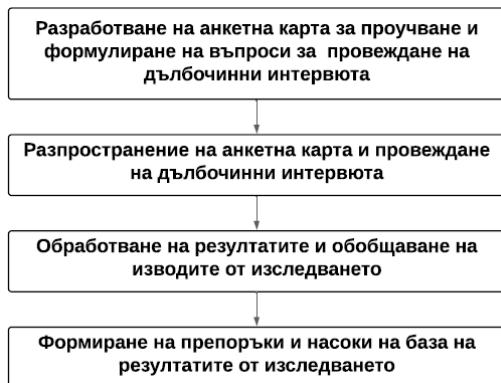 Разработване на анкетна карта за проучване и
формулиране на въпроси за провеждане на
дълбочинни интервюта
Разпространение на анкетна карта и провеждане
на дълбочинни интервюта
Обработване на резултатите и обобщаване на
изводите от изследването
Формиране на препоръки и насоки на база на
резултатите от изследването